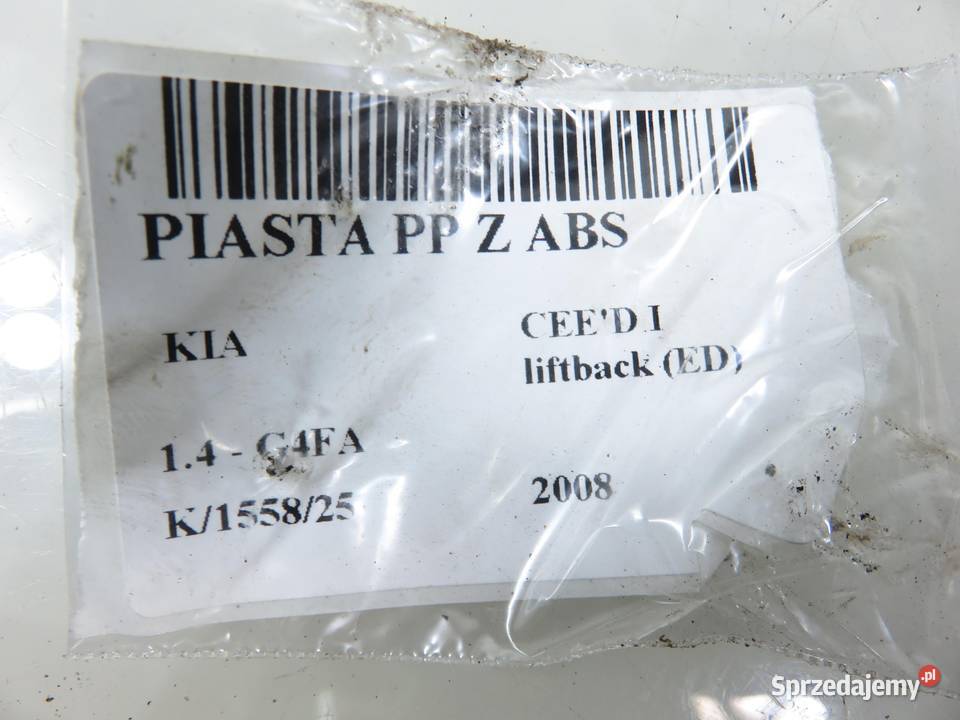 PIASTA PP Z ABS
KIA
CEE'D I
liftback (ED)
1.4 - G4FA
K/1558/25
2008
Sprzedajemy.pl